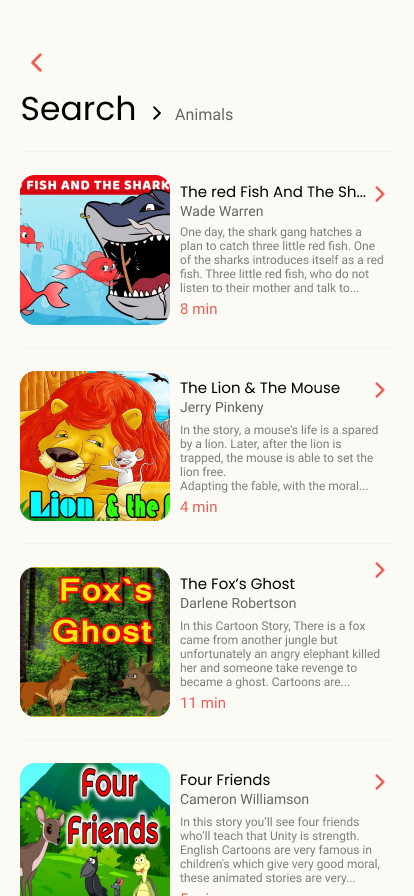 Search
Animals
FISH AND THE SHARK
The red Fish And The Sh...
Wade Warren
One day, the shark gang hatches a
plan to catch three little red fish. One
of the sharks introduces itself as a red
fish. Three little red fish, who do not
listen to their mother and talk to...
8 min
Lion & the
The Lion & The Mouse
Jerry Pinkeny
In the story, a mouse's life is a spared
by a lion. Later, after the lion is
trapped, the mouse is able to set the
lion free.
Adapting the fable, with the moral...
4 min
Fox`s
Ghost
The Fox’s Ghost
Darlene Robertson
In this Cartoon Story, There is a fox
came from another jungle but
unfortunately an angry elephant killed
her and someone take revenge to
became a ghost. Cartoons are...
11 min
Four
Friends
Four Friends
Cameron Williamson
In this story you’ll see four friends
who’ll teach that Unity is strength.
English Cartoons are very famous in
children's which give very good moral,
these animated stories are very...